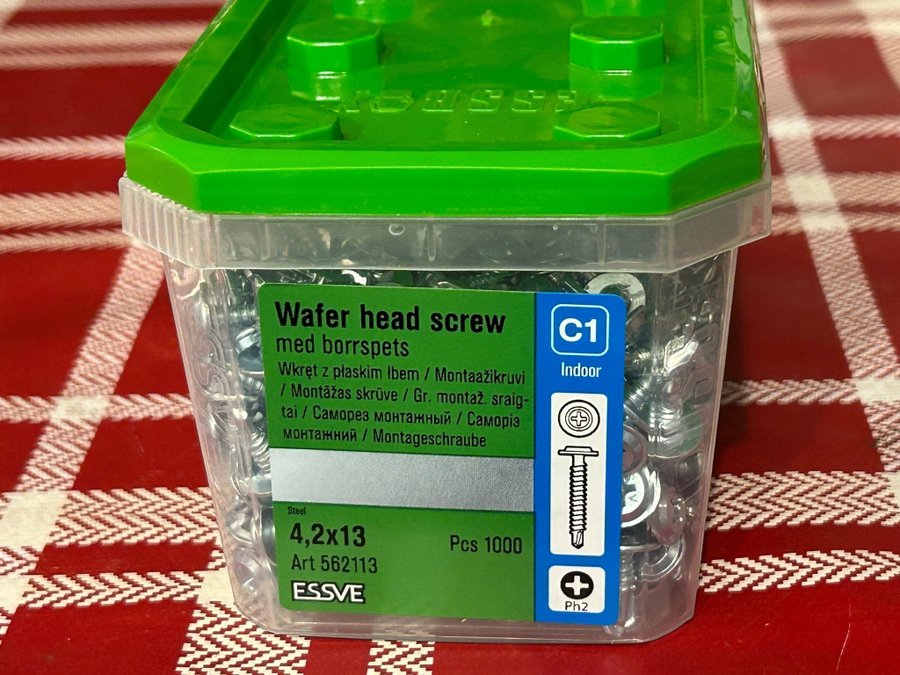 ESSBOX
Wafer head screw
med borrspets
Wkręt z płaskim łbem / Montaažikruvi
/ Montāžas skrūve / Gr. montaž. sraig-
tai / Саморез монтажный / Саморіз
монтажний / Montageschraube
Steel
4,2x13
Pcs 1000
Art 562113
ESSVE
C1
Indoor
Ph2